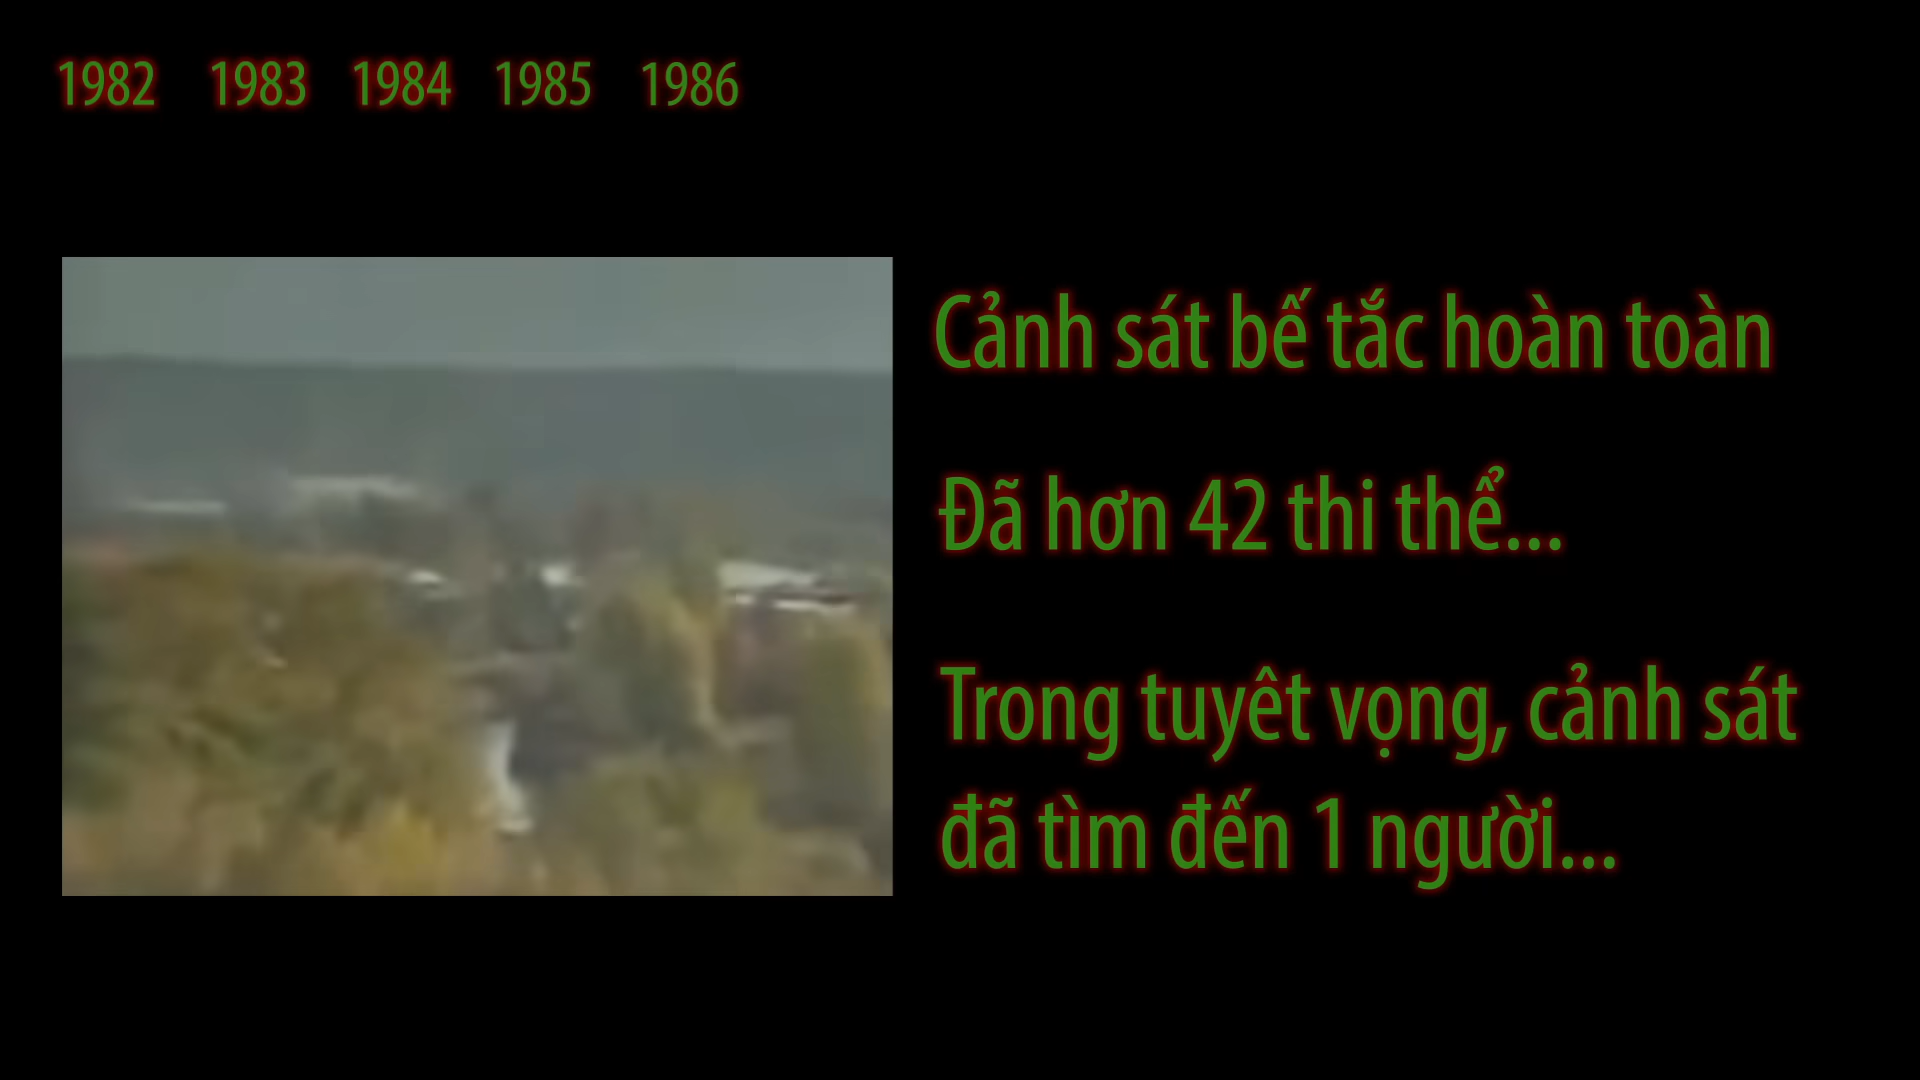 1982 1983 1984 1985 1986
Cảnh sát bế tắc hoàn toàn
Đã hơn 42 thi thể...
Trong tuyêt vọng, cảnh sát
đã tìm đến 1 người...